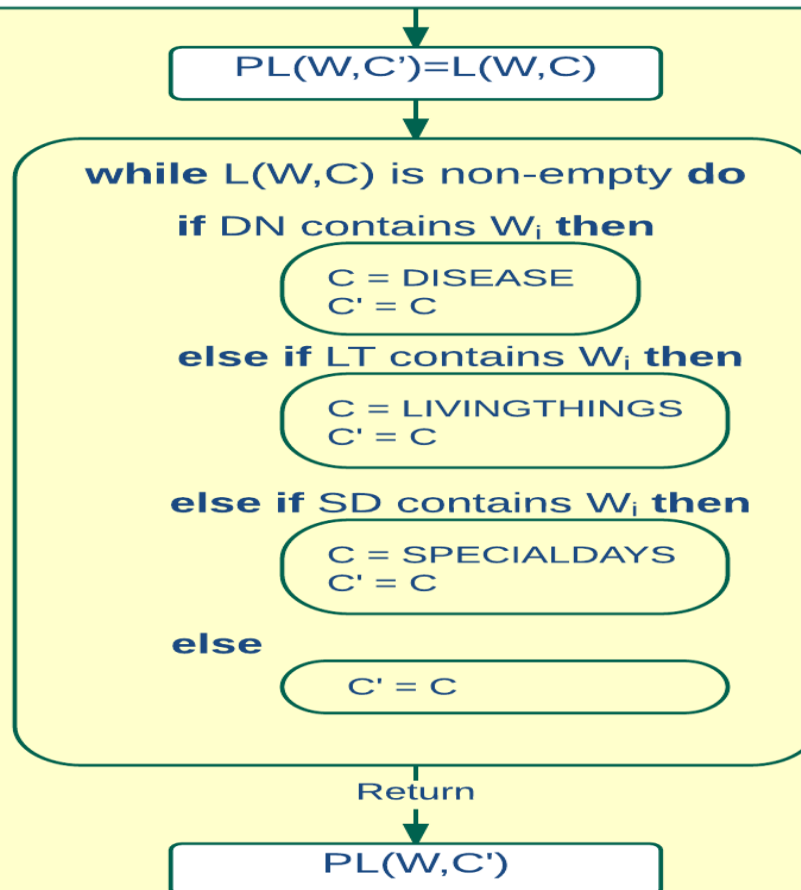 PL(W,C’)=L(W,C)
while L(W,C) is non-empty do
if DN contains Wi then
C = DISEASE
C' = C
else if LT contains Wi then
C = LIVINGTHINGS
C' = C
else if SD contains Wi then
C = SPECIALDAYS
C' = C
else
C' = C
Return
PL(W,C')